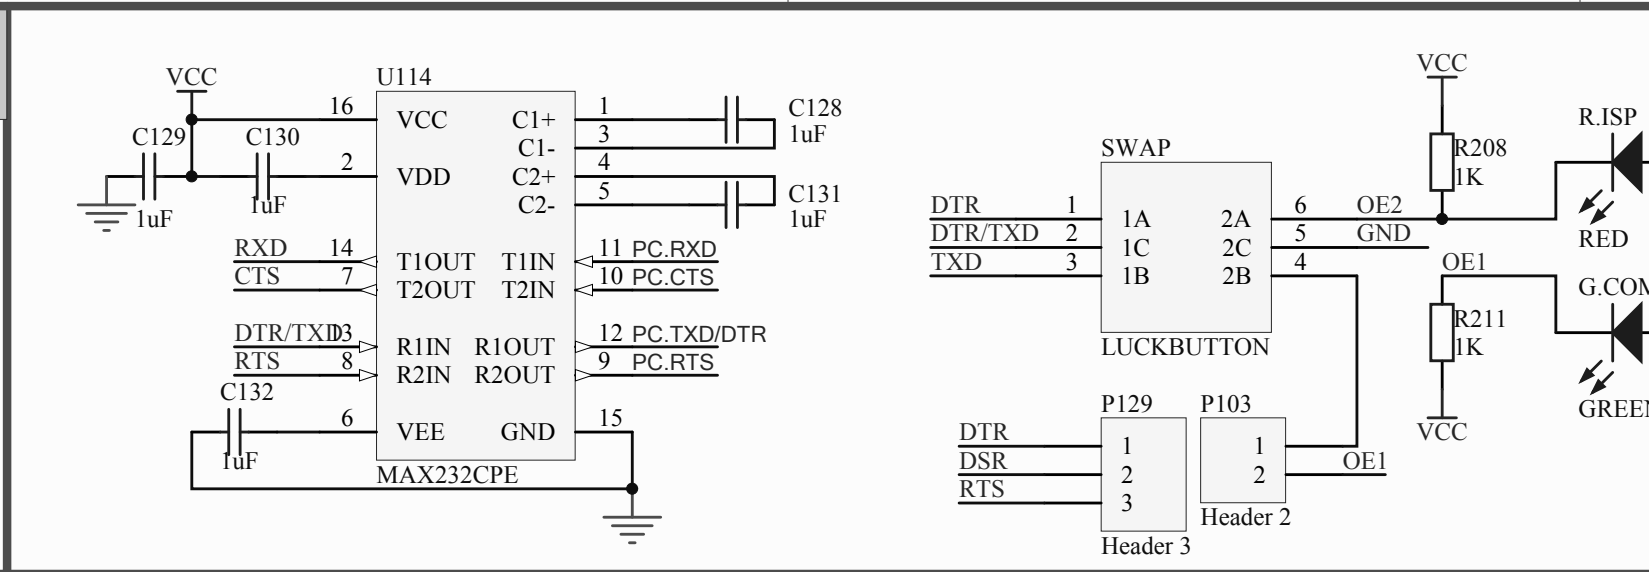 VCC
U114
16 VCC C1+ 1
C128
1uF
C129
C130
C1- 3
2 VDD C2+ 4
C2- 5
C131
1uF
1uF
1uF
RXD 14 T1OUT T1IN 11 PC.RXD
CTS 7 T2OUT T2IN 10 PC.CTS
DTR/TXD 13 R1IN R1OUT 12 PC.TXD/DTR
RTS 8 R2IN R2OUT 9 PC.RTS
C132
1uF
6 VEE GND 15
MAX232CPE
SWAP
DTR 1 1A 2A 6 OE2
DTR/TXD 2 1C 2C 5 GND
TXD 3 1B 2B 4
LUCKBUTTON
P129
DTR 1
DSR 2
RTS 3
Header 3
P103
1
2 OE1
Header 2
VCC
R208
1K
R.ISP
RED
OE1
R211
1K
VCC
G.COM
GREEN